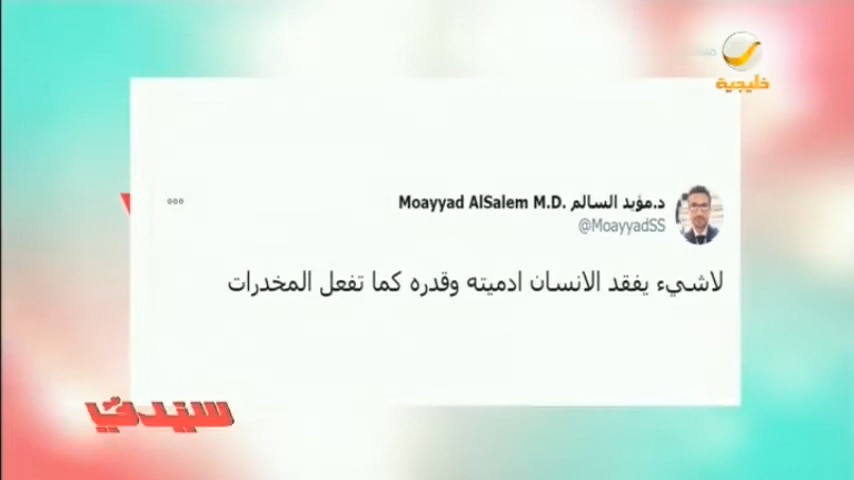 خليجية
د.مؤيد السالم .Moayyad AlSalem M.D
@MoayyadSS
لاشيء يفقد الانسان ادميته وقدره كما تفعل المخدرات
سيدتي